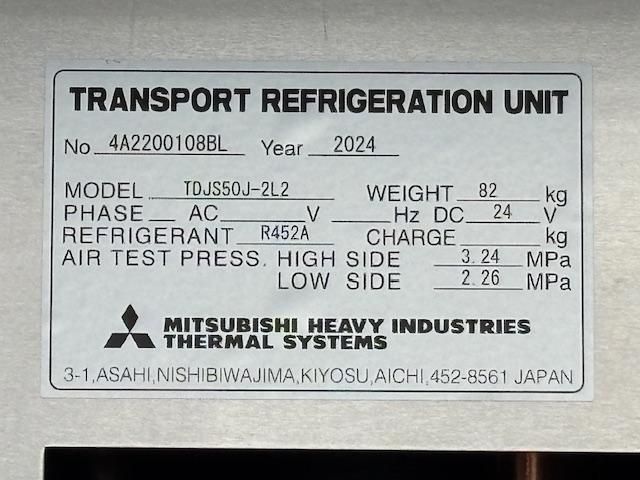 TRANSPORT REFRIGERATION UNIT
No 4A2200108BL Year 2024
MODEL TDJS50J-2L2 WEIGHT 82 kg
PHASE AC V Hz DC 24 V
REFRIGERANT R452A CHARGE kg
AIR TEST PRESS. HIGH SIDE 3.24 MPa
LOW SIDE 2.26 MPa
MITSUBISHI HEAVY INDUSTRIES
THERMAL SYSTEMS
3-1,ASAHI,NISHIBIWAJIMA,KIYOSU,AICHI,452-8561 JAPAN